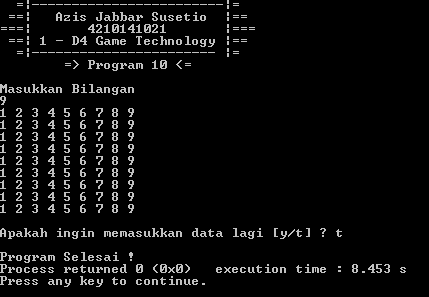 =|------------------------|=
==|   Azis Jabbar Susetio  |==
===|       4210141021       |===
==| 1 - D4 Game Technology |==
=|------------------------|=
=> Program 10 <=
Masukkan Bilangan
9
1 2 3 4 5 6 7 8 9
1 2 3 4 5 6 7 8 9
1 2 3 4 5 6 7 8 9
1 2 3 4 5 6 7 8 9
1 2 3 4 5 6 7 8 9
1 2 3 4 5 6 7 8 9
1 2 3 4 5 6 7 8 9
1 2 3 4 5 6 7 8 9
1 2 3 4 5 6 7 8 9
Apakah ingin memasukkan data lagi [y/t] ? t
Program Selesai !
Process returned 0 (0x0)   execution time : 8.453 s
Press any key to continue.